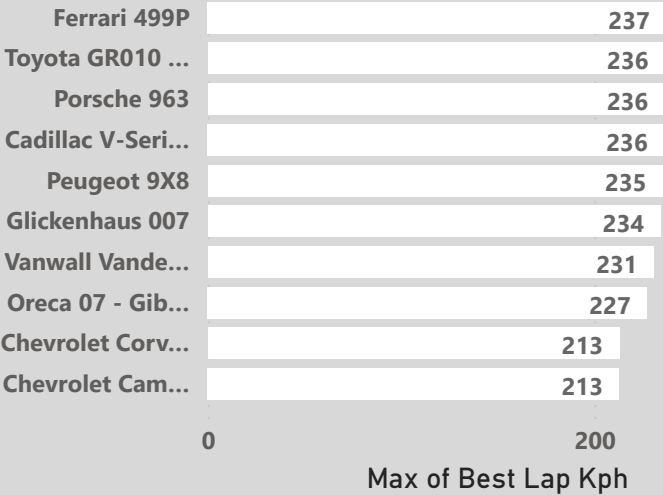 Ferrari 499P 237
Toyota GR010 ... 236
Porsche 963 236
Cadillac V-Seri... 236
Peugeot 9X8 235
Glickenhaus 007 234
Vanwall Vande... 231
Oreca 07 - Gib... 227
Chevrolet Corv... 213
Chevrolet Cam... 213
0 200
Max of Best Lap Kph